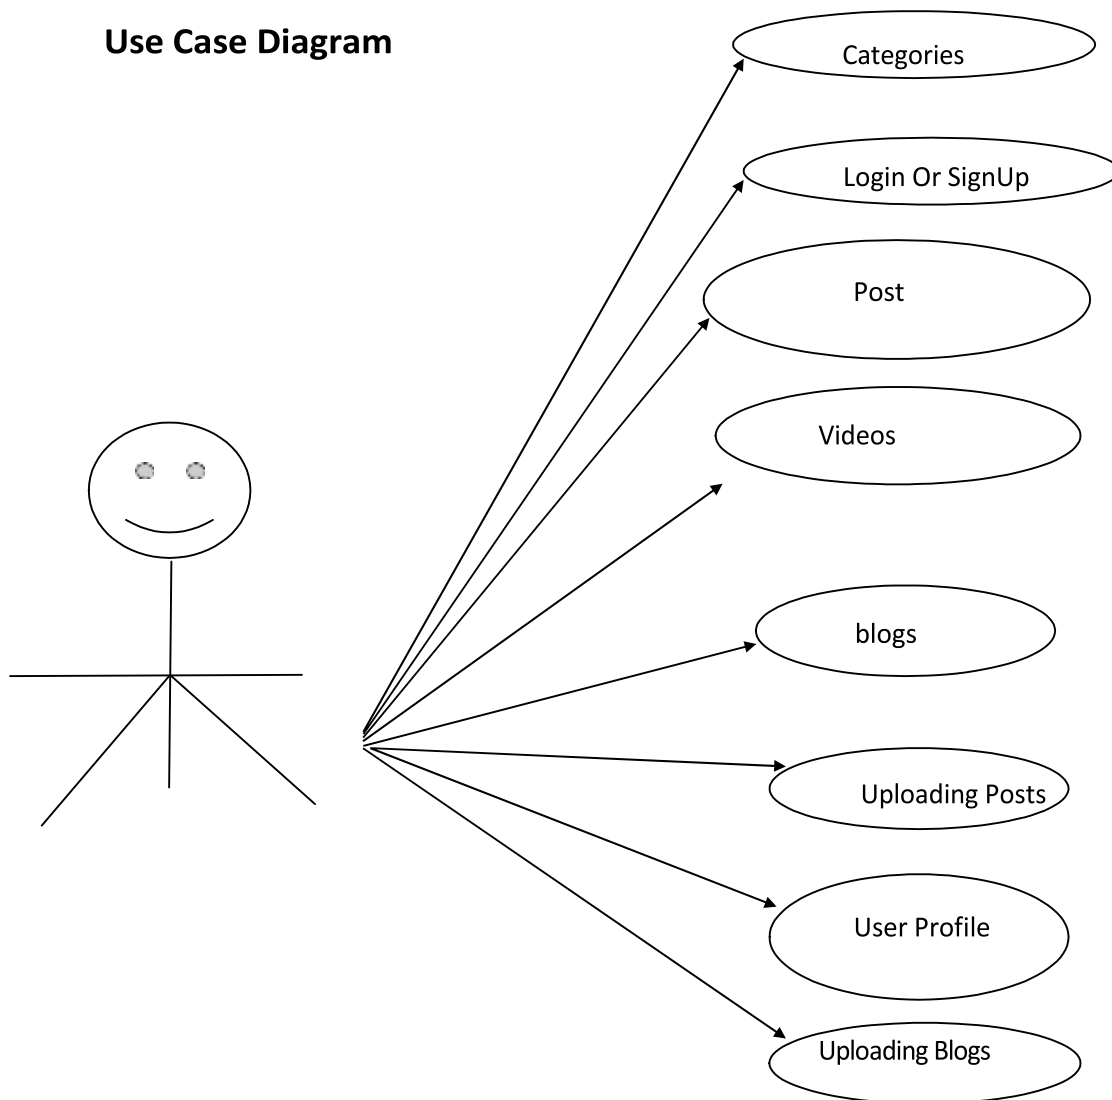 Use Case Diagram
Categories
Login Or SignUp
Post
Videos
blogs
Uploading Posts
User Profile
Uploading Blogs